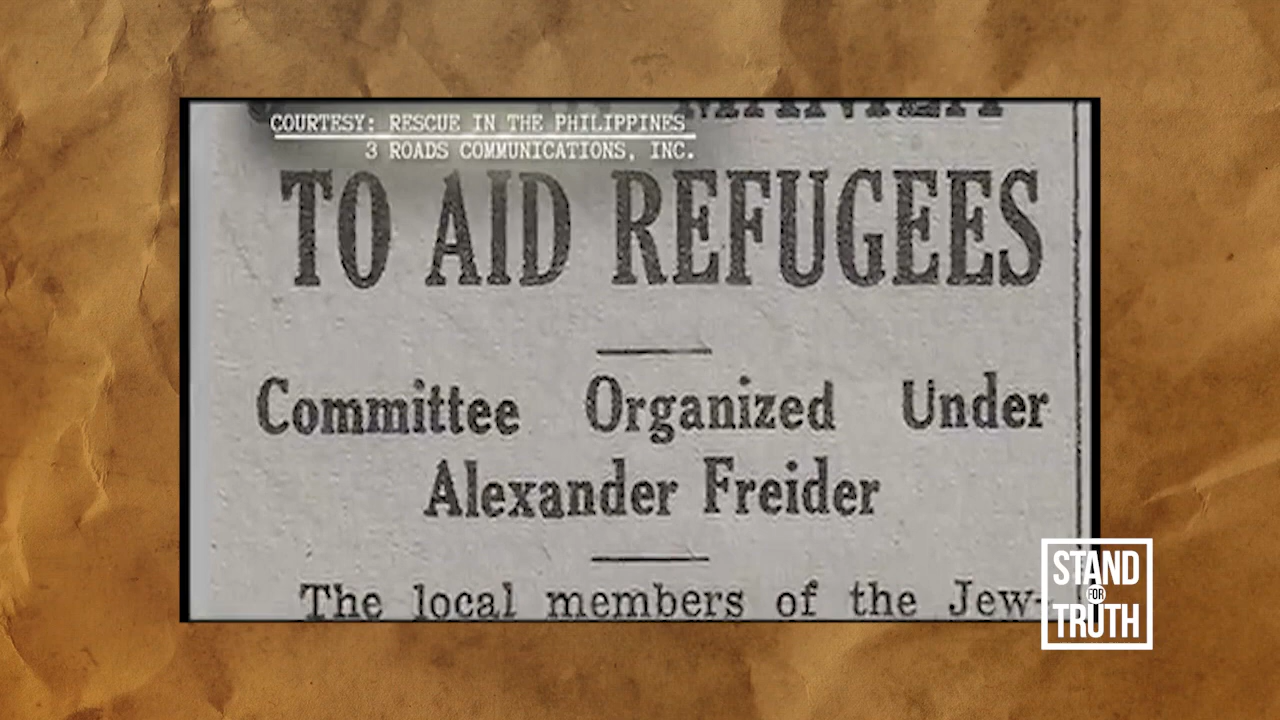 COURTESY: RESCUE IN THE PHILIPPINES
3 ROADS COMMUNICATIONS, INC.
TO AID REFUGEES
Committee Organized Under
Alexander Freider
The local members of the Jew-
STAND
FOR
TRUTH